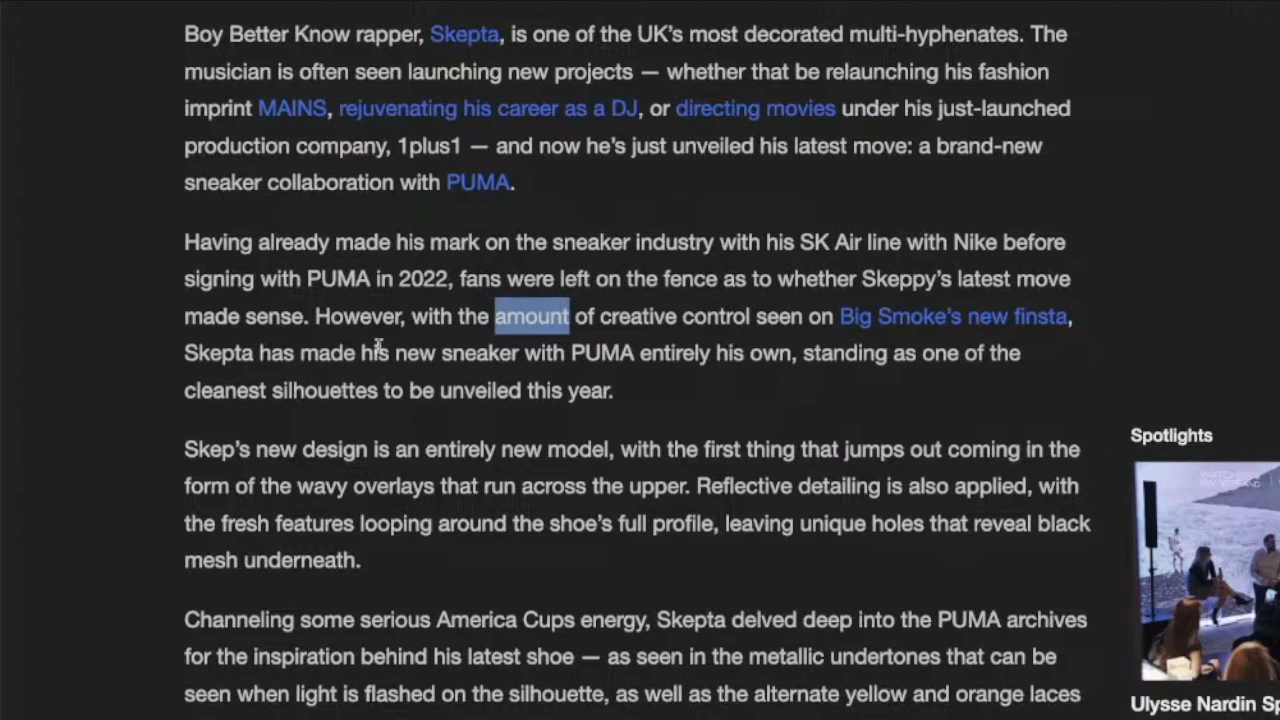 Boy Better Know rapper, Skepta, is one of the UK’s most decorated multi-hyphenates. The
musician is often seen launching new projects — whether that be relaunching his fashion
imprint MAINS, rejuvenating his career as a DJ, or directing movies under his just-launched
production company, 1plus1 — and now he’s just unveiled his latest move: a brand-new
sneaker collaboration with PUMA.
Having already made his mark on the sneaker industry with his SK Air line with Nike before
signing with PUMA in 2022, fans were left on the fence as to whether Skeppy’s latest move
made sense. However, with the amount of creative control seen on Big Smoke’s new finsta,
Skepta has made his new sneaker with PUMA entirely his own, standing as one of the
cleanest silhouettes to be unveiled this year.
Skep’s new design is an entirely new model, with the first thing that jumps out coming in the
form of the wavy overlays that run across the upper. Reflective detailing is also applied, with
the fresh features looping around the shoe’s full profile, leaving unique holes that reveal black
mesh underneath.
Channeling some serious America Cups energy, Skepta delved deep into the PUMA archives
for the inspiration behind his latest shoe — as seen in the metallic undertones that can be
seen when light is flashed on the silhouette, as well as the alternate yellow and orange laces
Spotlights
Ulysse Nardin